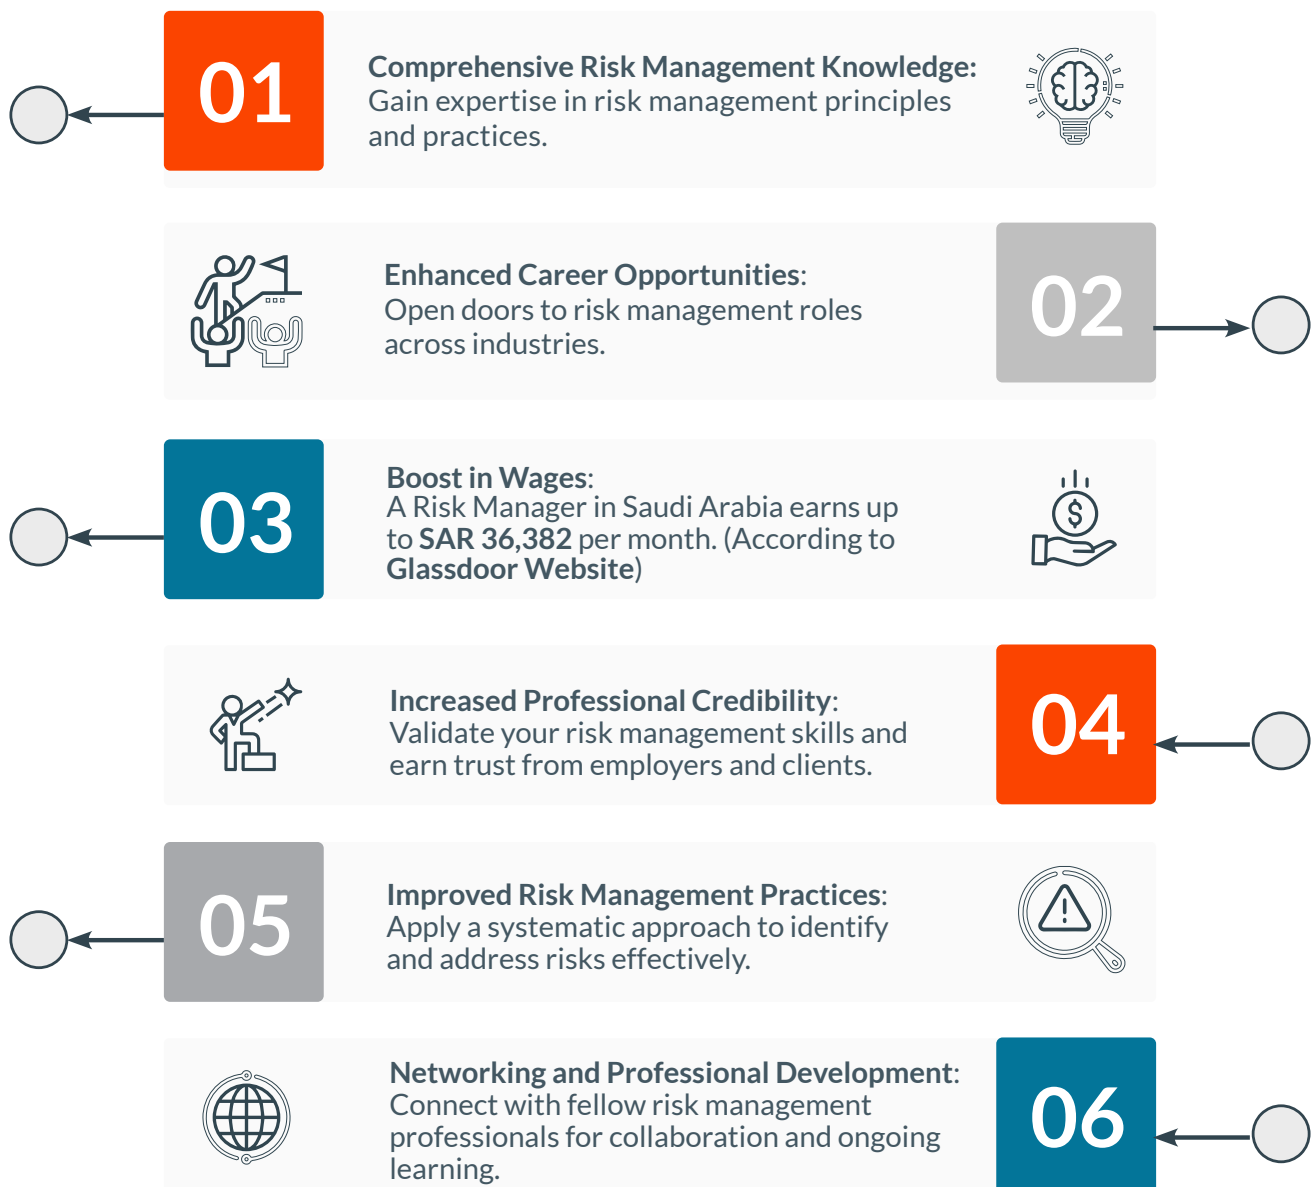 01
Comprehensive Risk Management Knowledge:
Gain expertise in risk management principles
and practices.
Enhanced Career Opportunities:
Open doors to risk management roles
across industries.
02
03
Boost in Wages:
A Risk Manager in Saudi Arabia earns up
to SAR 36,382 per month. (According to
Glassdoor Website)
$
Increased Professional Credibility:
Validate your risk management skills and
earn trust from employers and clients.
04
05
Improved Risk Management Practices:
Apply a systematic approach to identify
and address risks effectively.
Networking and Professional Development:
Connect with fellow risk management
professionals for collaboration and ongoing
learning.
06